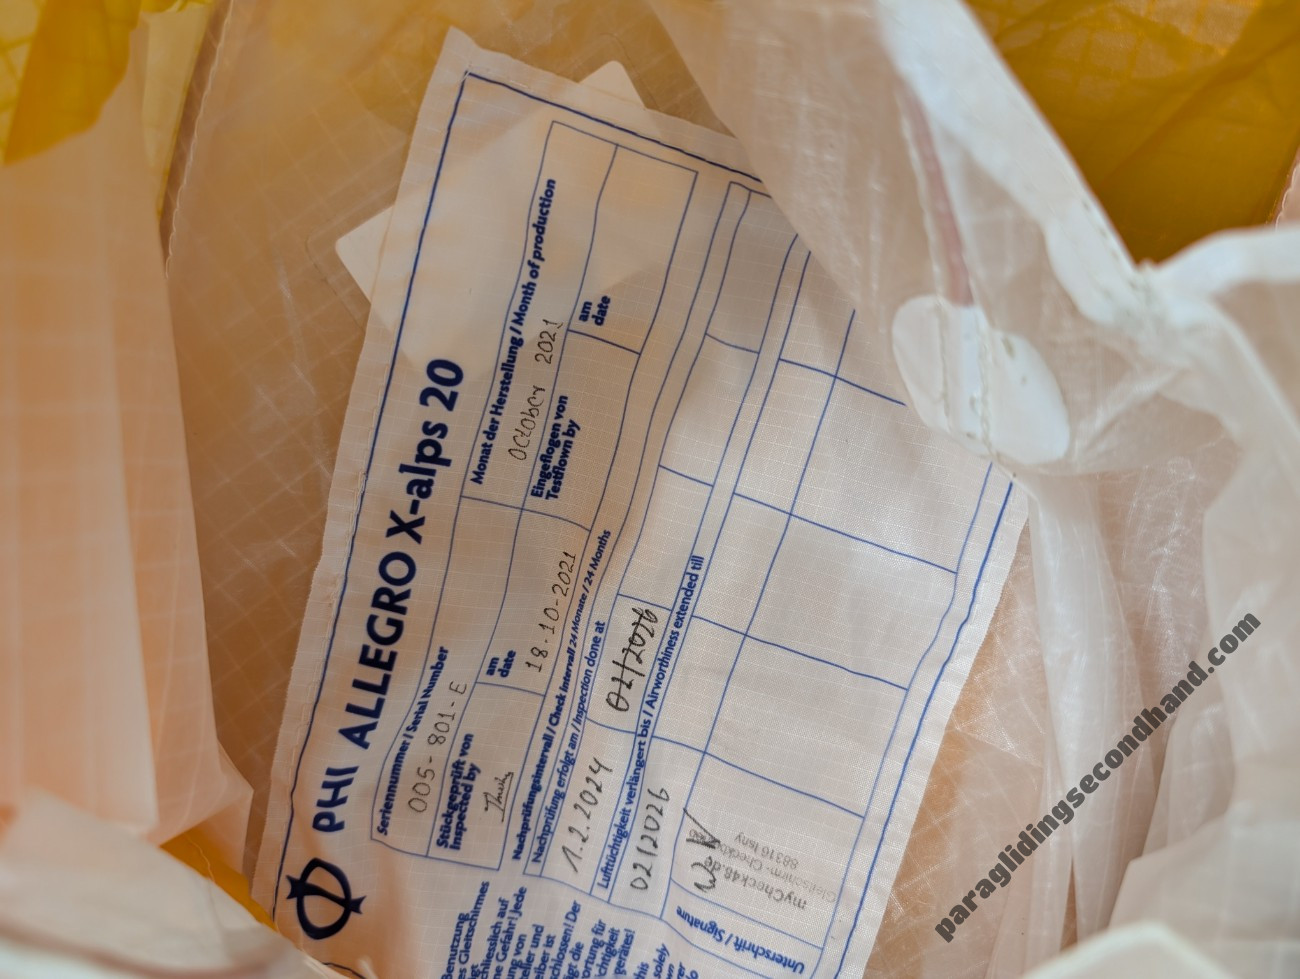 PHI ALLEGRO X-alps 20
Seriennummer / Serial Number
005-801-E
Monat der Herstellung / Month of production
October 2021
Stückgeprüft von
Inspected by
am
date
18.10-2021
Eingeflogen von
Testflown by
am
date
Nachprüfungsintervall / Check Intervall 24 Monate / 24 Months
Nachprüfung erfolgt am / Inspection done at
1.2.2024
02/2026
Lufttüchtigkeit verlängert bis / Airworthiness extended till
02/2026
Unterschrift / Signature
myCheck48.de
88316 Isny
paraglidingsecondhand.com